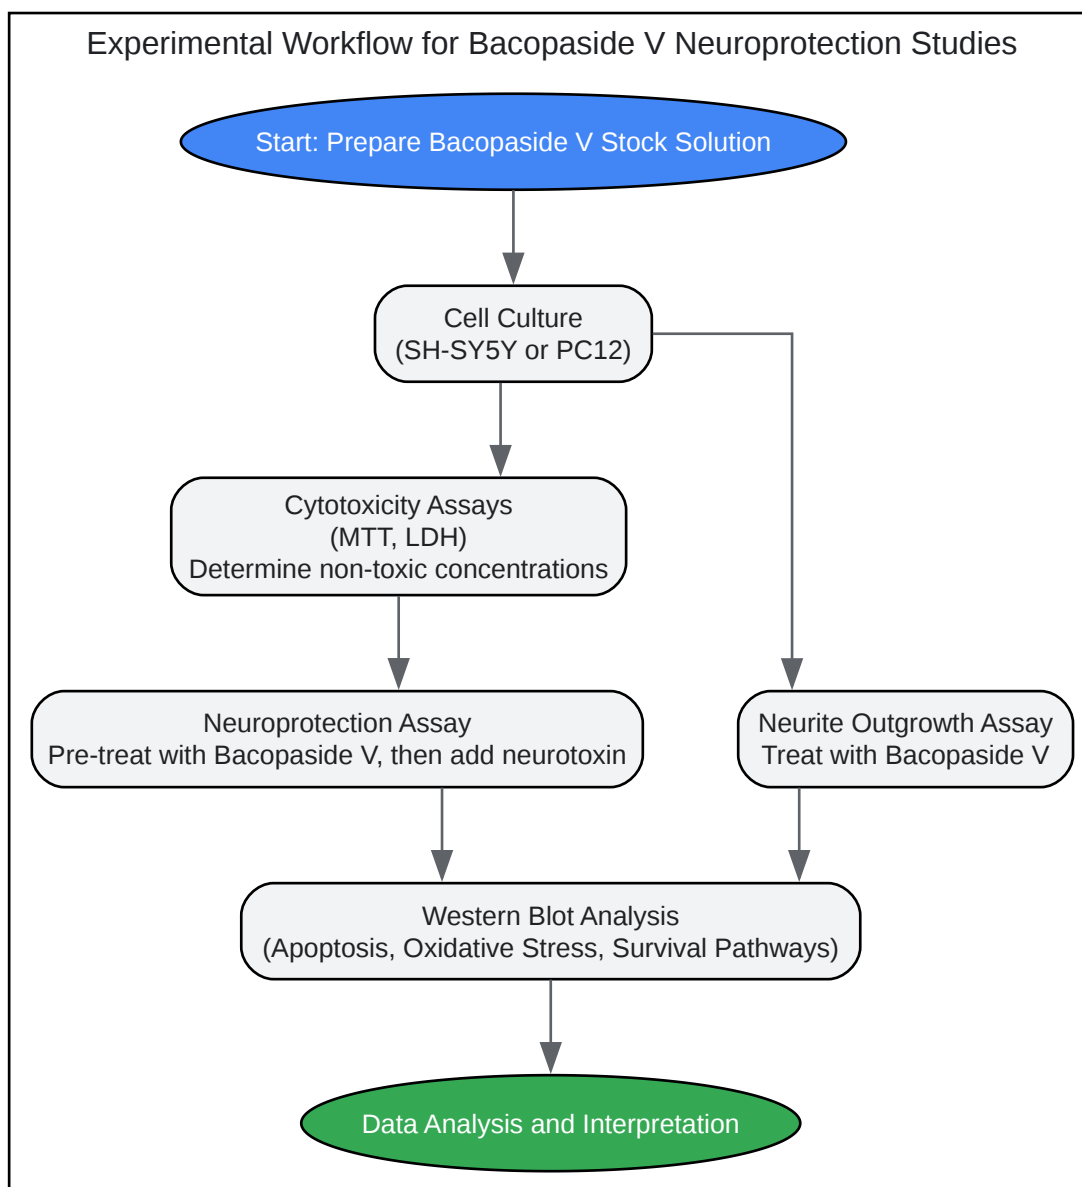 Experimental Workflow for Bacopaside V Neuroprotection Studies
Start: Prepare Bacopaside V Stock Solution
Cell Culture
(SH-SY5Y or PC12)
Cytotoxicity Assays
(MTT, LDH)
Determine non-toxic concentrations
Neuroprotection Assay
Pre-treat with Bacopaside V, then add neurotoxin
Neurite Outgrowth Assay
Treat with Bacopaside V
Western Blot Analysis
(Apoptosis, Oxidative Stress, Survival Pathways)
Data Analysis and Interpretation